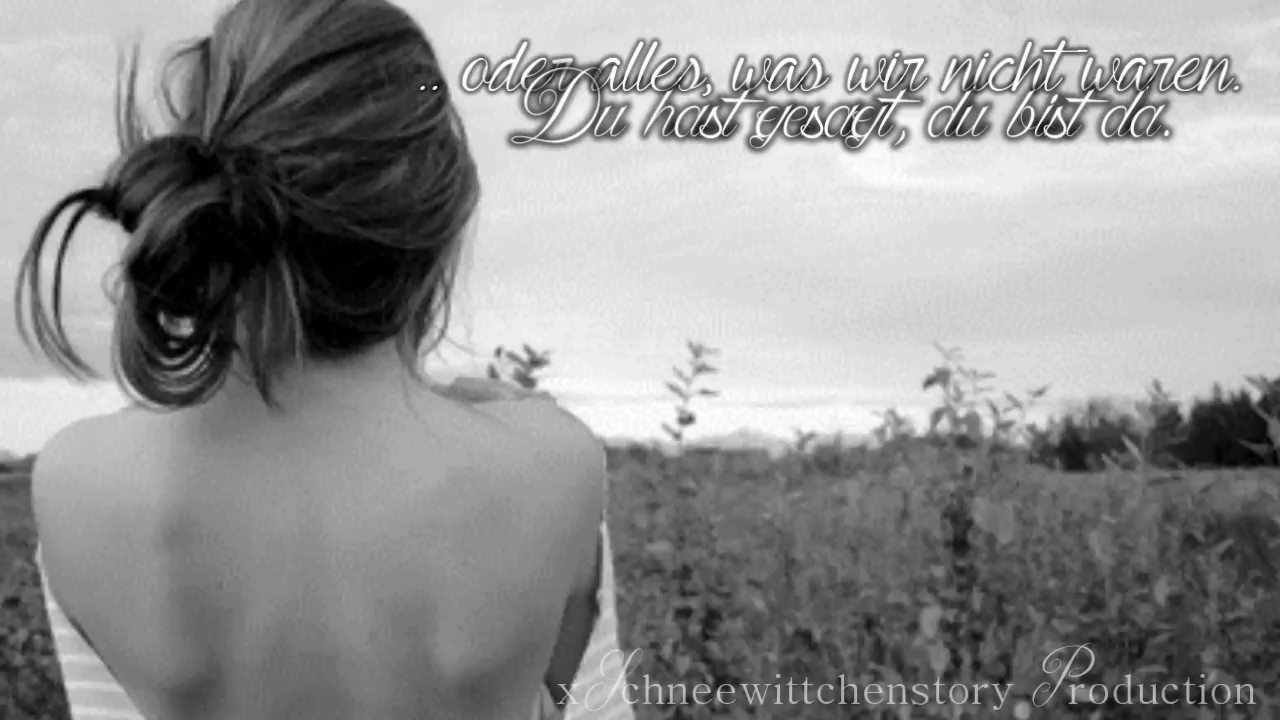 .. oder alles, was wir nicht waren.
Du hast gesagt, du bist da.
xSchneewittchenstory Production